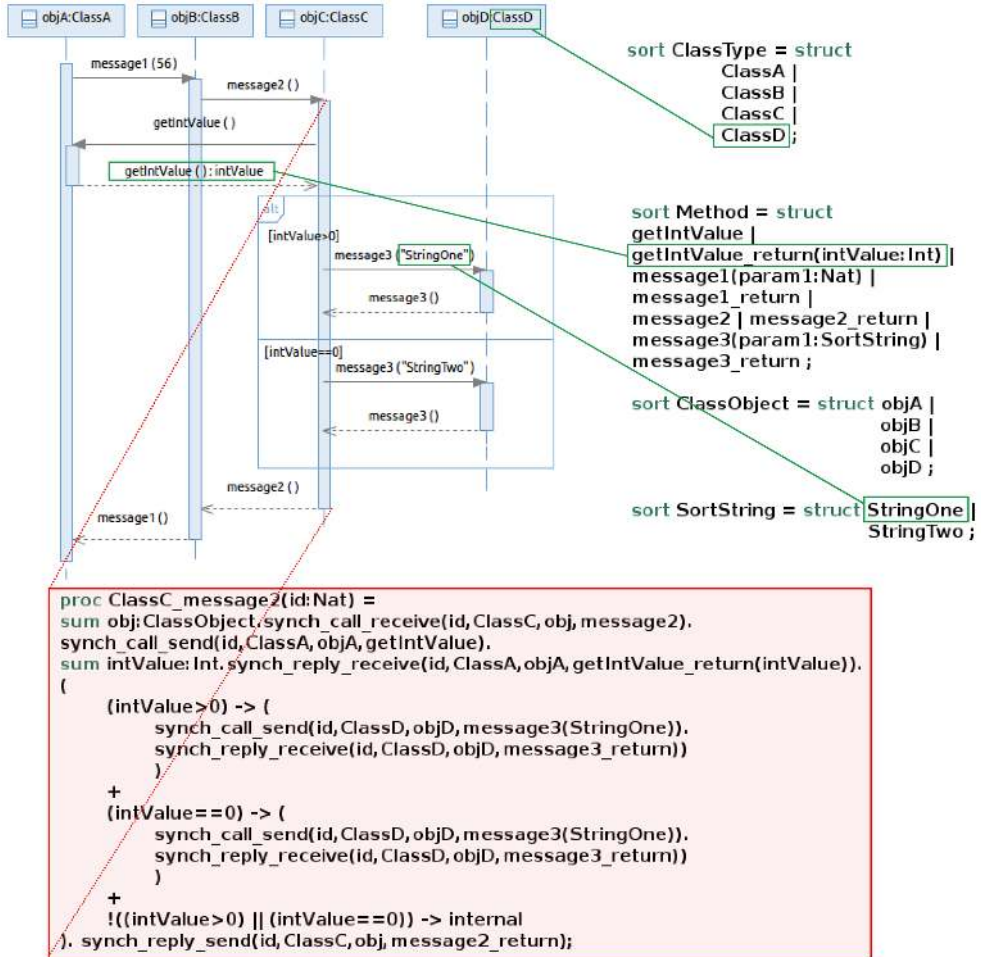 objA:ClassA objB:ClassB objC:ClassC objD:ClassD
message1 (56)
message2 ()
getIntValue ()
getIntValue () : intValue
alt
[intValue>0]
message3 ("StringOne")
message3 ()
[intValue==0]
message3 ("StringTwo")
message3 ()
message2 ()
message1 ()
sort ClassType = struct
ClassA |
ClassB |
ClassC |
ClassD ;
sort Method = struct
getIntValue |
getIntValue_return(intValue:Int) |
message1(param1:Nat) |
message1_return |
message2 | message2_return |
message3(param1:SortString) |
message3_return ;
sort ClassObject = struct objA |
objB |
objC |
objD ;
sort SortString = struct StringOne |
StringTwo ;
proc ClassC_message2(id:Nat) =
sum obj:ClassObject.synch_call_receive(id,ClassC,obj,message2).
synch_call_send(id,ClassA,objA,getIntValue).
sum intValue:Int.synch_reply_receive(id,ClassA,objA,getIntValue_return(intValue)).
(
(intValue>0) -> (
synch_call_send(id,ClassD,objD,message3(StringOne)).
synch_reply_receive(id,ClassD,objD,message3_return))
)
+
(intValue==0) -> (
synch_call_send(id,ClassD,objD,message3(StringOne)).
synch_reply_receive(id,ClassD,objD,message3_return))
)
+
!((intValue>0) || (intValue==0)) -> internal
). synch_reply_send(id,ClassC,obj,message2_return);